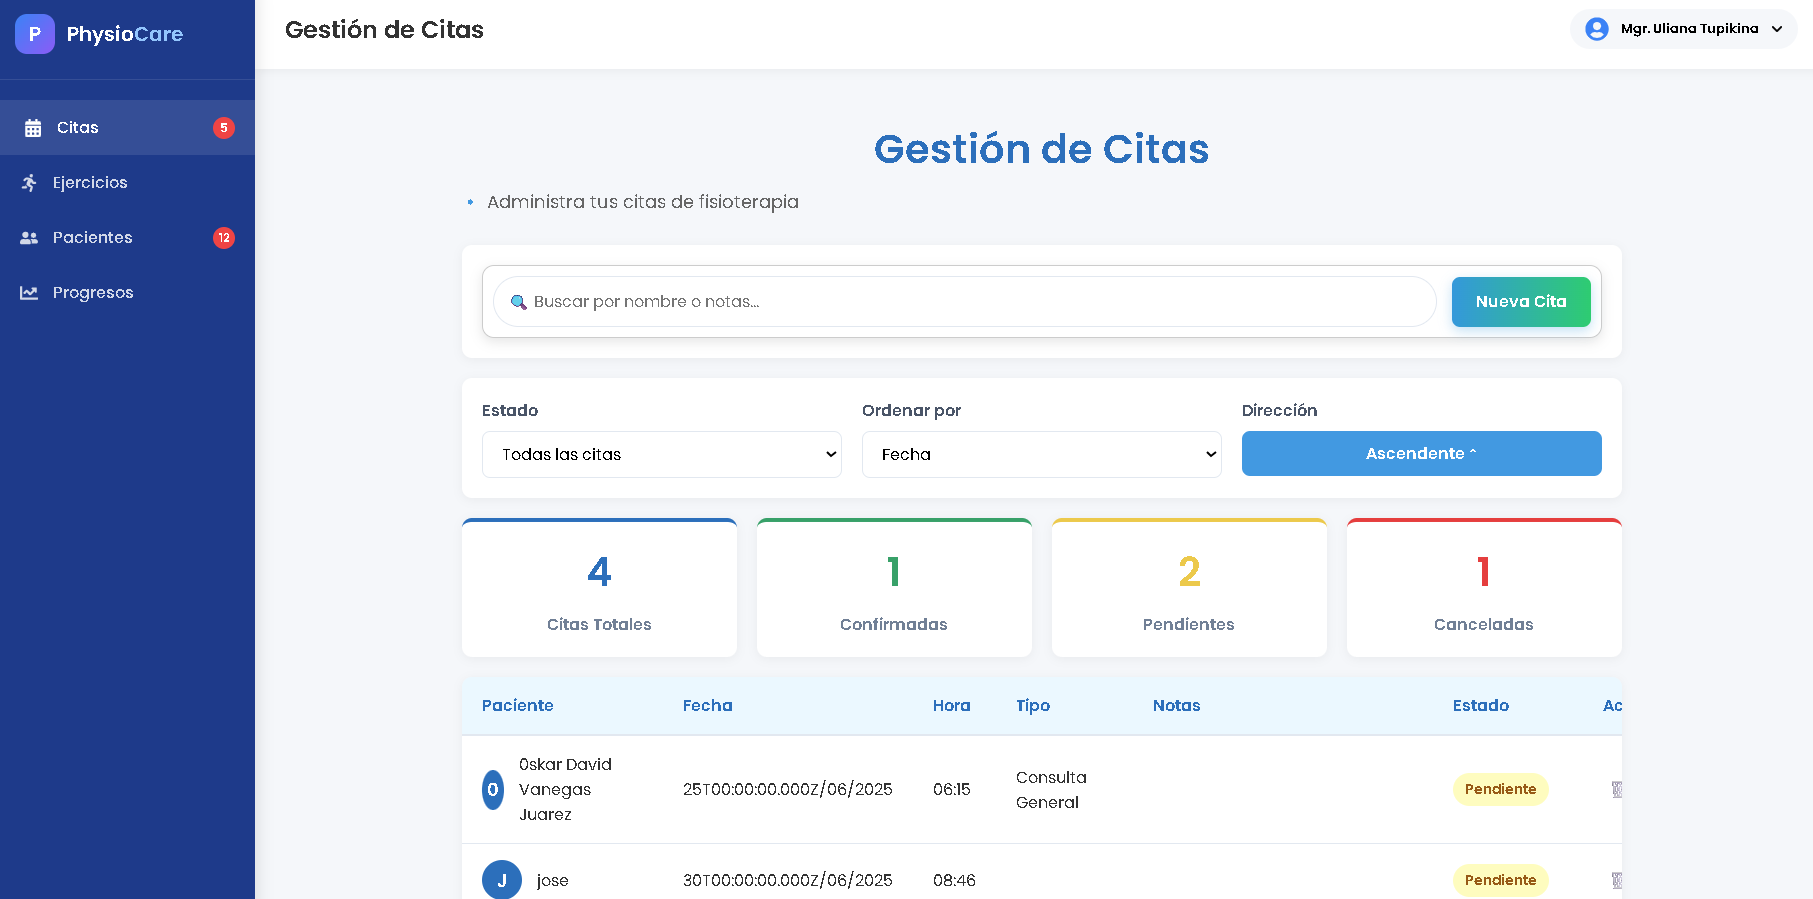 P PhysioCare
Gestión de Citas
Mgr. Uliana Tupikina
Citas 5
Ejercicios
Pacientes 12
Progresos
Gestión de Citas
Administra tus citas de fisioterapia
Buscar por nombre o notas...
Nueva Cita
Estado Ordenar por Dirección
Todas las citas Fecha Ascendente ^
4 1 2 1
Citas Totales Confirmadas Pendientes Canceladas
Paciente Fecha Hora Tipo Notas Estado Ac
0 0skar David Vanegas Juarez 25T00:00:00.000Z/06/2025 06:15 Consulta General Pendiente
J jose 30T00:00:00.000Z/06/2025 08:46 Pendiente